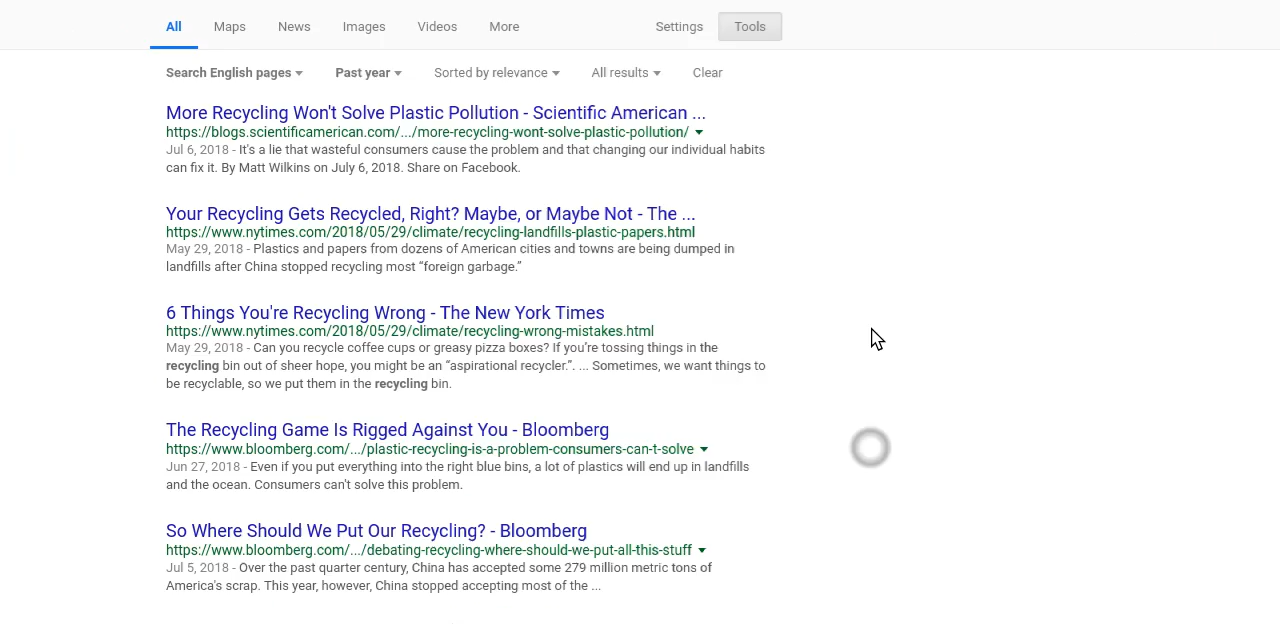 All Maps News Images Videos More Settings Tools
Search English pages Past year Sorted by relevance All results Clear
More Recycling Won't Solve Plastic Pollution - Scientific American ...
https://blogs.scientificamerican.com/.../more-recycling-wont-solve-plastic-pollution/
Jul 6, 2018 - It's a lie that wasteful consumers cause the problem and that changing our individual habits
can fix it. By Matt Wilkins on July 6, 2018. Share on Facebook.
Your Recycling Gets Recycled, Right? Maybe, or Maybe Not - The ...
https://www.nytimes.com/2018/05/29/climate/recycling-landfills-plastic-papers.html
May 29, 2018 - Plastics and papers from dozens of American cities and towns are being dumped in
landfills after China stopped recycling most “foreign garbage.”
6 Things You're Recycling Wrong - The New York Times
https://www.nytimes.com/2018/05/29/climate/recycling-wrong-mistakes.html
May 29, 2018 - Can you recycle coffee cups or greasy pizza boxes? If you’re tossing things in the
recycling bin out of sheer hope, you might be an “aspirational recycler.”. ... Sometimes, we want things to
be recyclable, so we put them in the recycling bin.
The Recycling Game Is Rigged Against You - Bloomberg
https://www.bloomberg.com/.../plastic-recycling-is-a-problem-consumers-can-t-solve
Jun 27, 2018 - Even if you put everything into the right blue bins, a lot of plastics will end up in landfills
and the ocean. Consumers can't solve this problem.
So Where Should We Put Our Recycling? - Bloomberg
https://www.bloomberg.com/.../debating-recycling-where-should-we-put-all-this-stuff
Jul 5, 2018 - Over the past quarter century, China has accepted some 279 million metric tons of
America's scrap. This year, however, China stopped accepting most of the ...